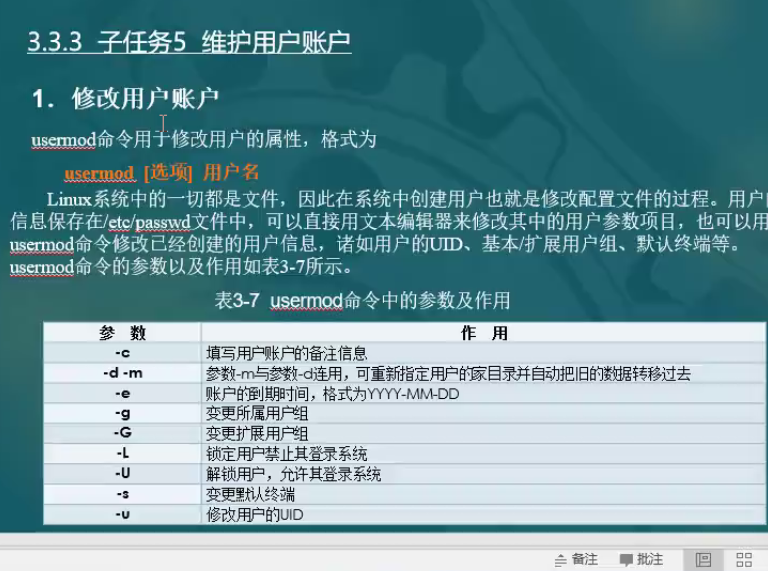 3.3.3 子任务5 维护用户账户
1. 修改用户账户
usermod命令用于修改用户的属性，格式为
usermod [选项] 用户名
Linux系统中的一切都是文件，因此在系统中创建用户也就是修改配置文件的过程。用户
信息保存在/etc/passwd文件中，可以直接用文本编辑器来修改其中的用户参数项目，也可以用
usermod命令修改已经创建的用户信息，诸如用户的UID、基本/扩展用户组、默认终端等。
usermod命令的参数以及作用如表3-7所示。
表3-7 usermod命令中的参数及作用
参 数 作 用
-c 填写用户账户的备注信息
-d -m 参数-m与参数-d连用，可重新指定用户的家目录并自动把旧的数据转移过去
-e 账户的到期时间，格式为YYYY-MM-DD
-g 变更所属用户组
-G 变更扩展用户组
-L 锁定用户禁止其登录系统
-U 解锁用户，允许其登录系统
-s 变更默认终端
-u 修改用户的UID
备注 批注